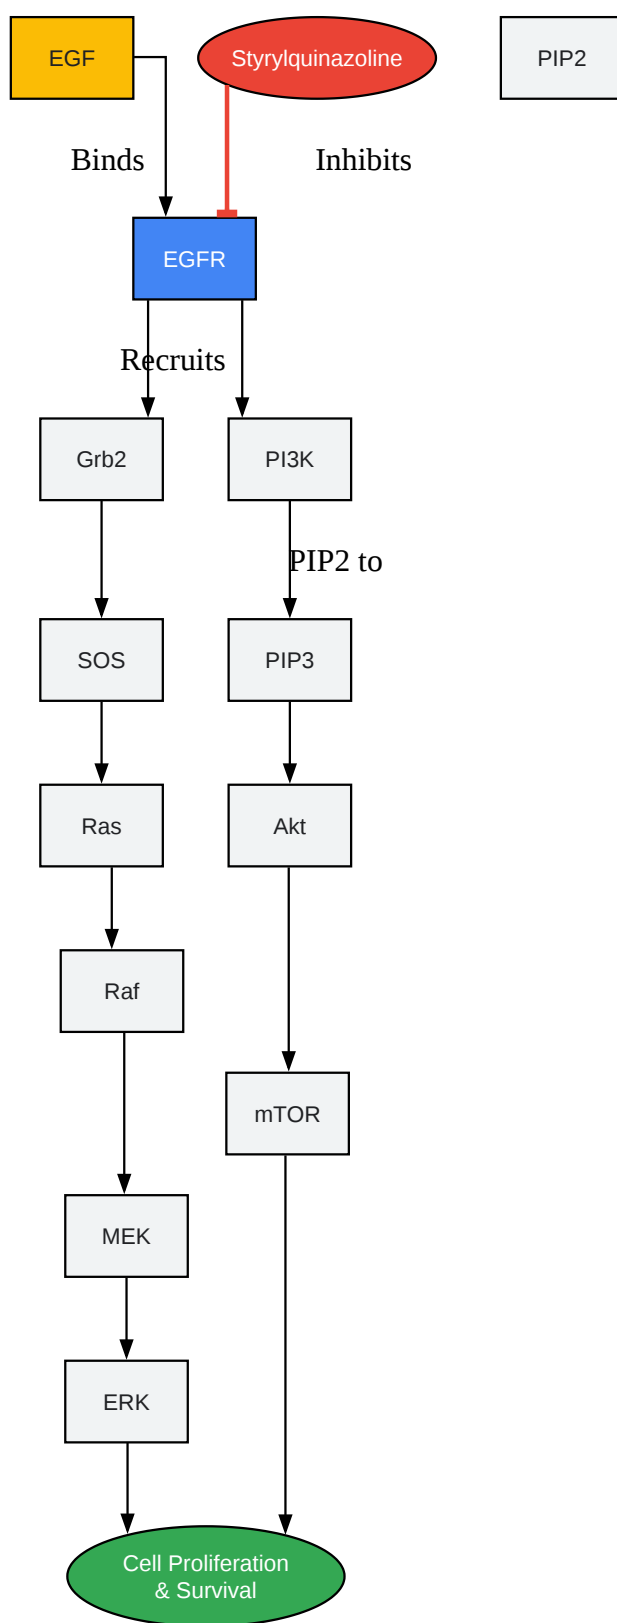 EGF
Styrylquinazoline
PIP2
Binds
Inhibits
EGFR
Recruits
Grb2
PI3K
PIP2 to
SOS
PIP3
Ras
Akt
Raf
mTOR
MEK
ERK
Cell Proliferation
& Survival